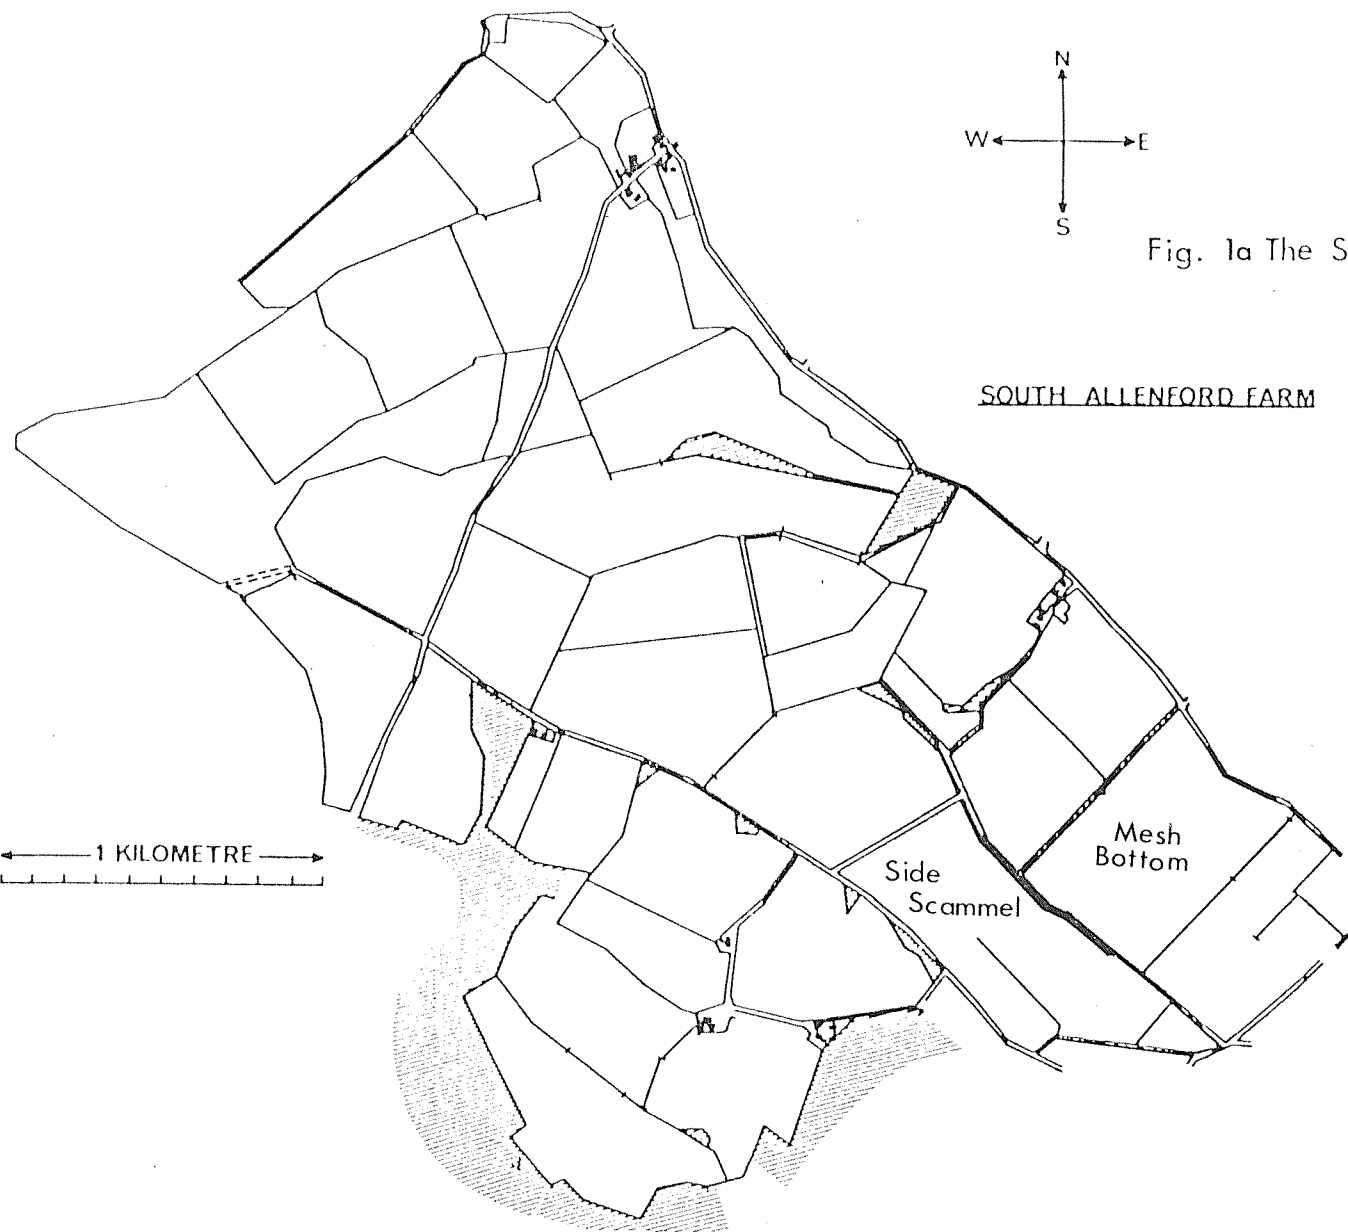 N
W E
S
Fig. 1a The S
SOUTH ALLENFORD FARM
1 KILOMETRE
Mesh
Bottom
Side
Scammel